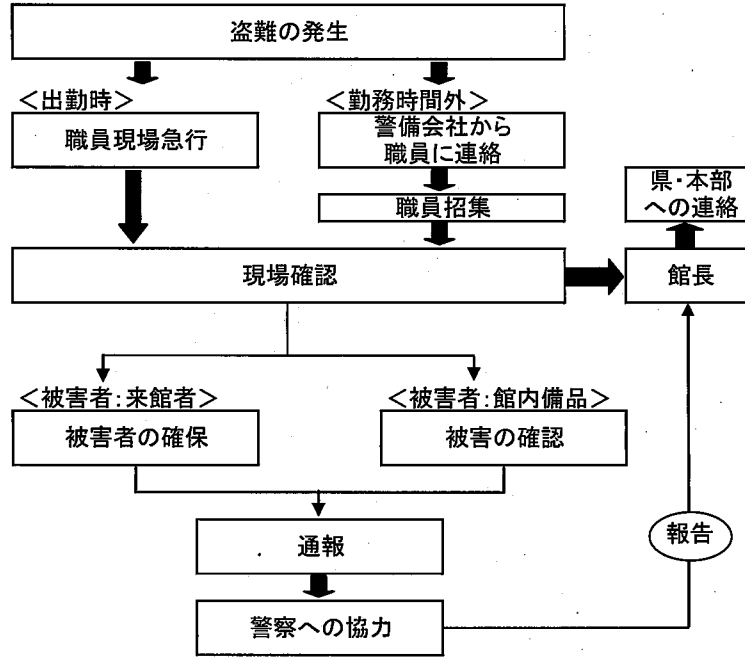 盗難の発生
＜出勤時＞
職員現場急行
＜勤務時間外＞
警備会社から
職員に連絡
職員招集
県・本部
への連絡
現場確認
館長
＜被害者：来館者＞
被害者の確保
＜被害者：館内備品＞
被害の確認
通報
報告
警察への協力